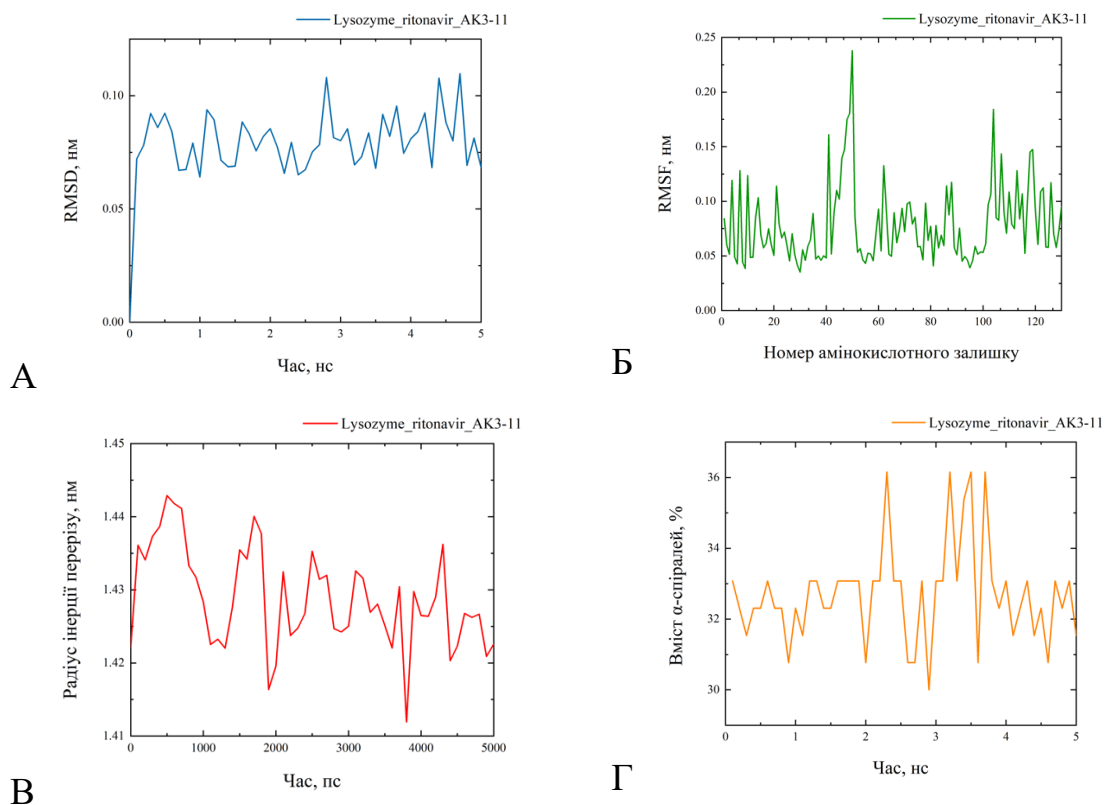 Lysozyme_ritonavir_AK3-11
RMSD, нм
0.10
0.05
0.00
0 1 2 3 4 5
Час, нс
А
Lysozyme_ritonavir_AK3-11
RMSF, нм
0.25
0.20
0.15
0.10
0.05
0.00
0 20 40 60 80 100 120
Номер амінокислотного залишку
Б
Lysozyme_ritonavir_AK3-11
Радіус інерції перерізу, нм
1.45
1.44
1.43
1.42
1.41
0 1000 2000 3000 4000 5000
Час, пс
В
Lysozyme_ritonavir_AK3-11
Вміст α-спіралей, %
36
34
32
30
0 1 2 3 4 5
Час, нс
Г